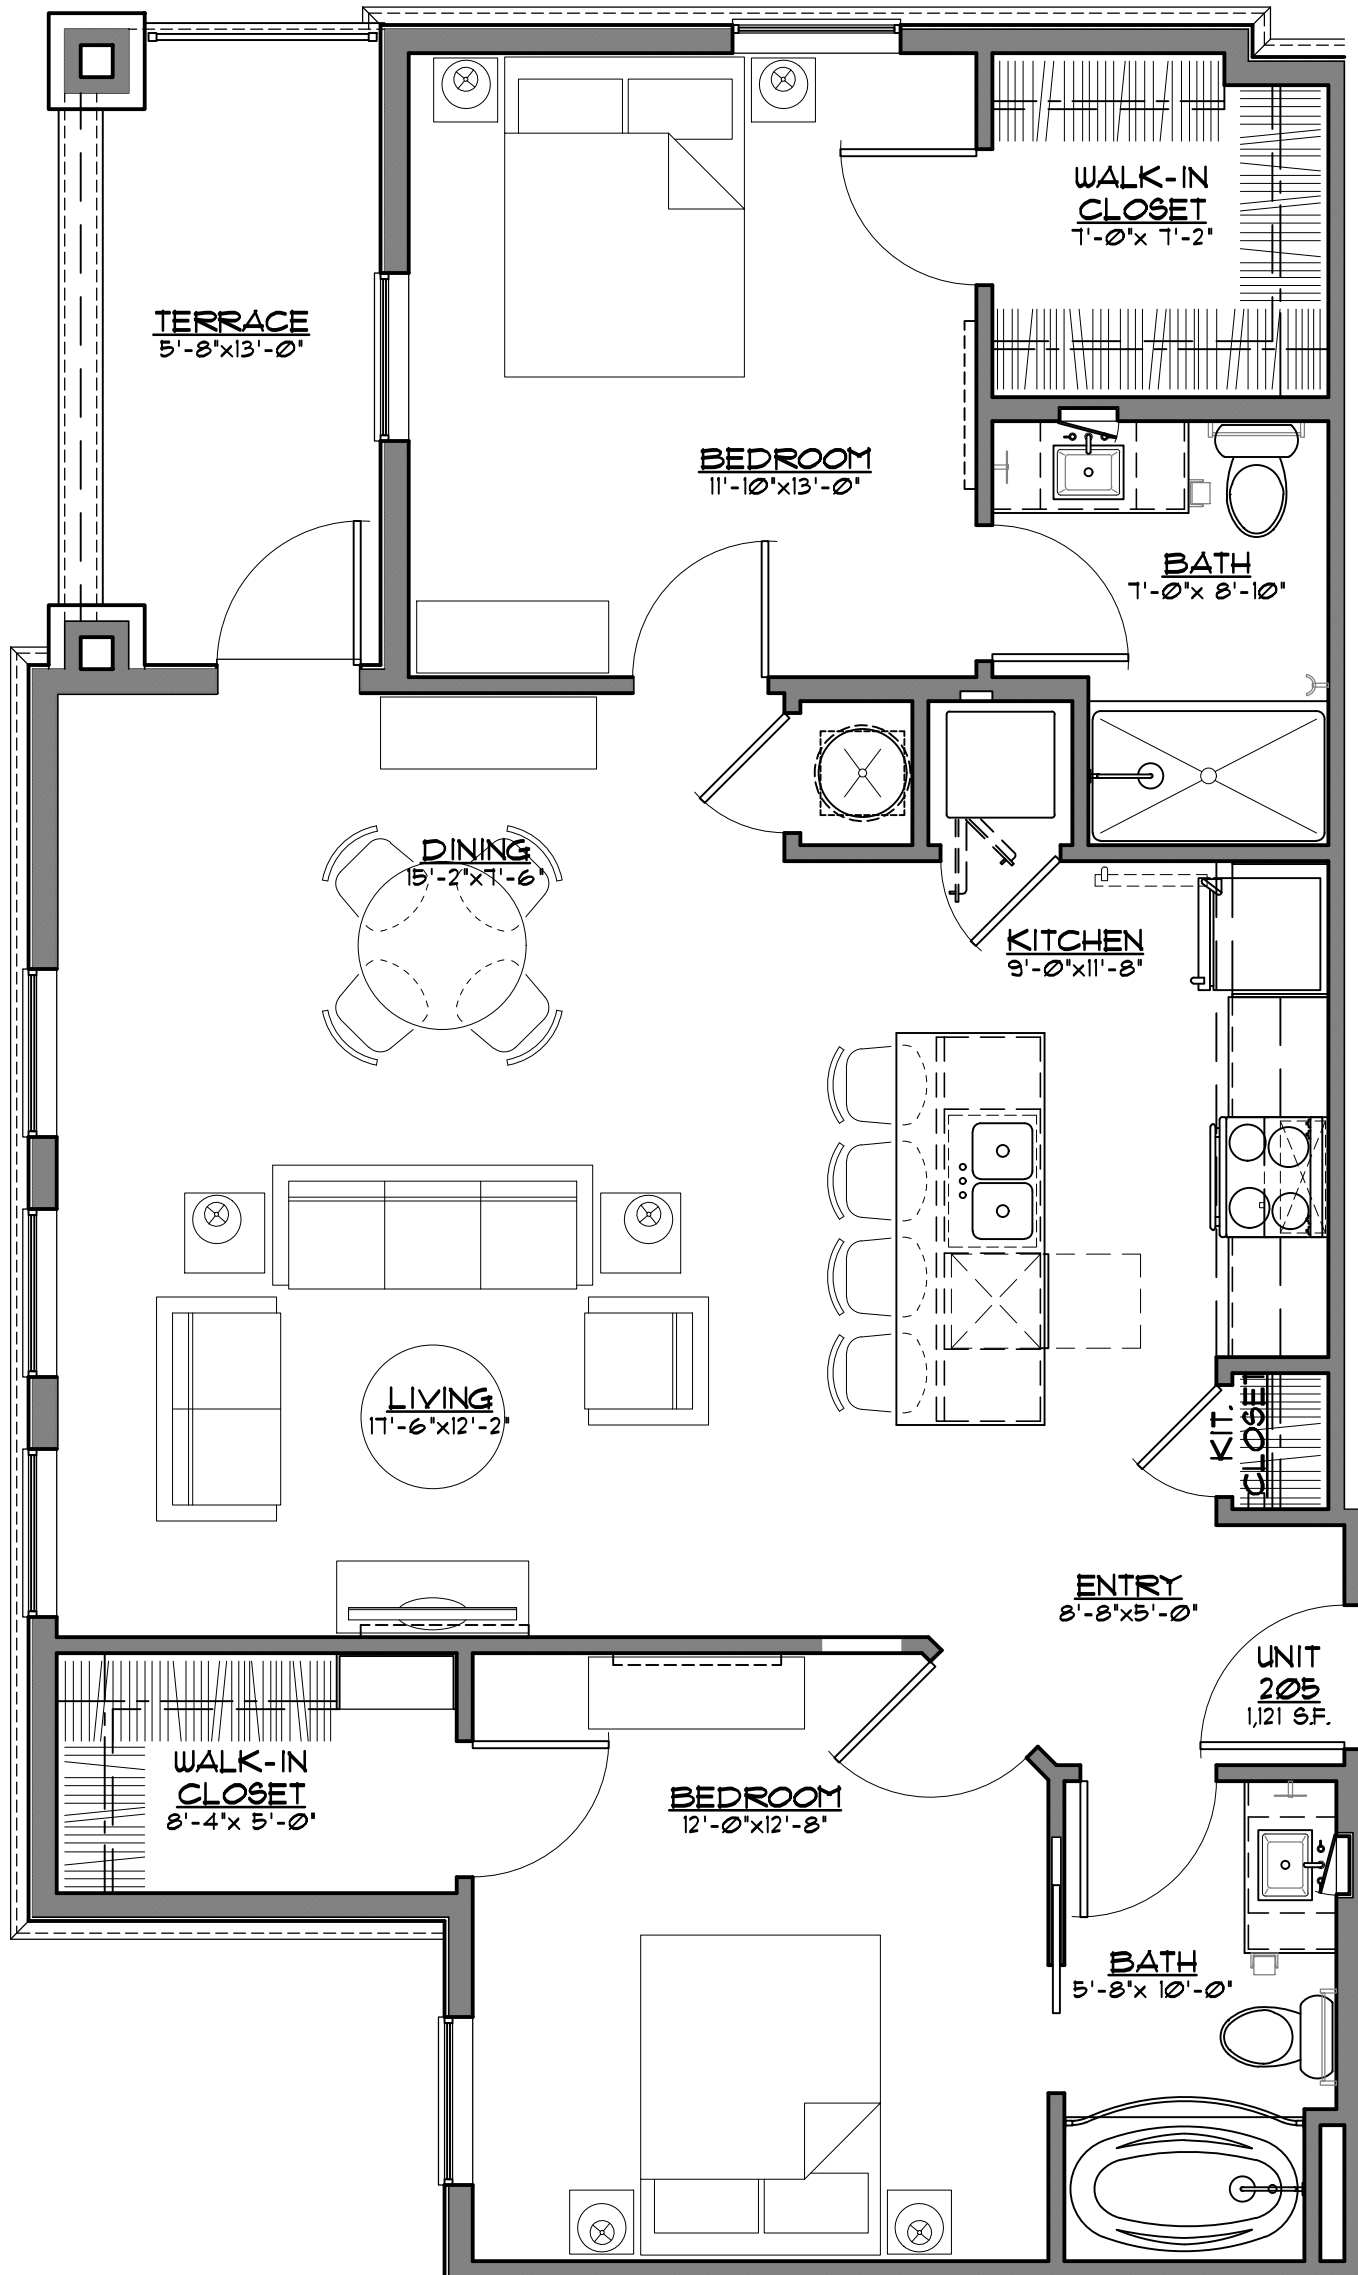 WALK-IN
CLOSET
7'-0"x 7'-2"
TERRACE
5'-8"x13'-0"
BEDROOM
11'-10"x13'-0"
BATH
7'-0"x 8'-10"
DINING
15'-2"x7'-6"
KITCHEN
9'-0"x11'-8"
LIVING
17'-6"x12'-2"
KIT.
CLOSET
ENTRY
8'-8"x5'-0"
UNIT
205
1,121 S.F.
WALK-IN
CLOSET
8'-4"x 5'-0"
BEDROOM
12'-0"x12'-8"
BATH
5'-8"x 10'-0"